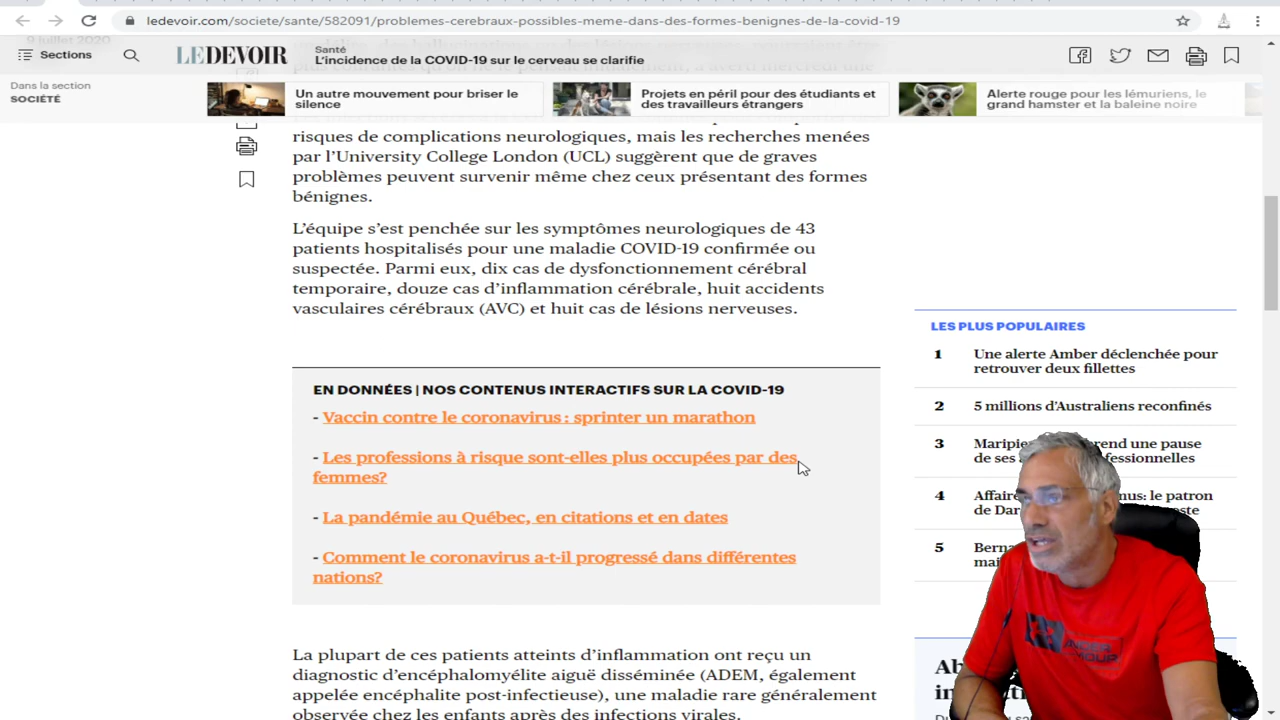 ledevoir.com/societe/sante/582091/problemes-cerebraux-possibles-meme-dans-des-formes-benignes-de-la-covid-19
9 juillet 2020
Sections
LE DEVOIR
Santé
L'incidence de la COVID-19 sur le cerveau se clarifie
Dans la section
SOCIÉTÉ
Un autre mouvement pour briser le
silence
Projets en péril pour des étudiants et
des travailleurs étrangers
Alerte rouge pour les lémuriens, le
grand hamster et la baleine noire
risques de complications neurologiques, mais les recherches menées
par l'University College London (UCL) suggèrent que de graves
problèmes peuvent survenir même chez ceux présentant des formes
bénignes.
L'équipe s'est penchée sur les symptômes neurologiques de 43
patients hospitalisés pour une maladie COVID-19 confirmée ou
suspectée. Parmi eux, dix cas de dysfonctionnement cérébral
temporaire, douze cas d'inflammation cérébrale, huit accidents
vasculaires cérébraux (AVC) et huit cas de lésions nerveuses.
EN DONNÉES | NOS CONTENUS INTERACTIFS SUR LA COVID-19
- Vaccin contre le coronavirus : sprinter un marathon
- Les professions à risque sont-elles plus occupées par des
femmes?
- La pandémie au Québec, en citations et en dates
- Comment le coronavirus a-t-il progressé dans différentes
nations?
La plupart de ces patients atteints d'inflammation ont reçu un
diagnostic d'encéphalomyélite aiguë disséminée (ADEM, également
appelée encéphalite post-infectieuse), une maladie rare généralement
observée chez les enfants après des infections virales.
LES PLUS POPULAIRES
1 Une alerte Amber déclenchée pour
retrouver deux fillettes
2 5 millions d'Australiens reconfinés
3 Maripie rend une pause
de ses fessionnelles
4 Affaire nus: le patron
de Dar oste
5 Berna
mai